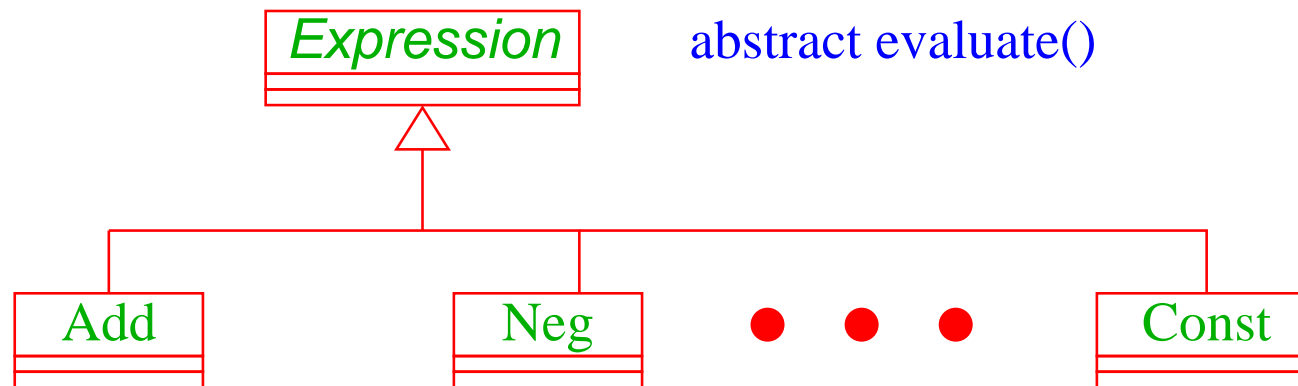 Expression abstract evaluate()
Add Neg Const